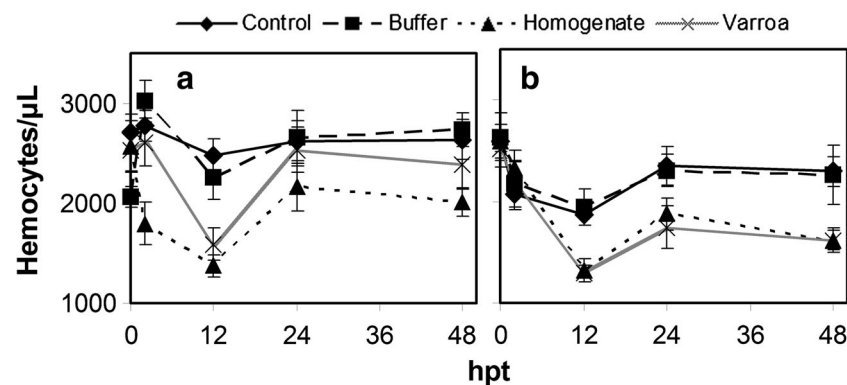 Control Buffer Homogenate Varroa
a b
Hemocytes/µL
3000
2000
1000
0 12 24 36 48 0 12 24 36 48
hpt